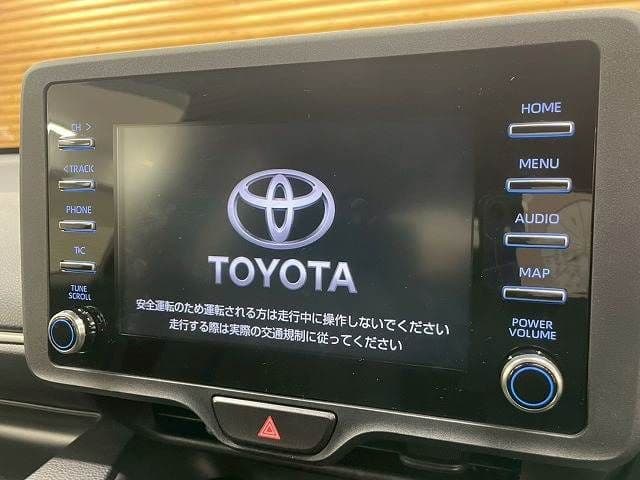 CH >
< TRACK
PHONE
T/C
TUNE
SCROLL
TOYOTA
安全運転のため運転される方は走行中に操作しないでください
走行する際は実際の交通規制に従ってください
HOME
MENU
AUDIO
MAP
POWER
VOLUME